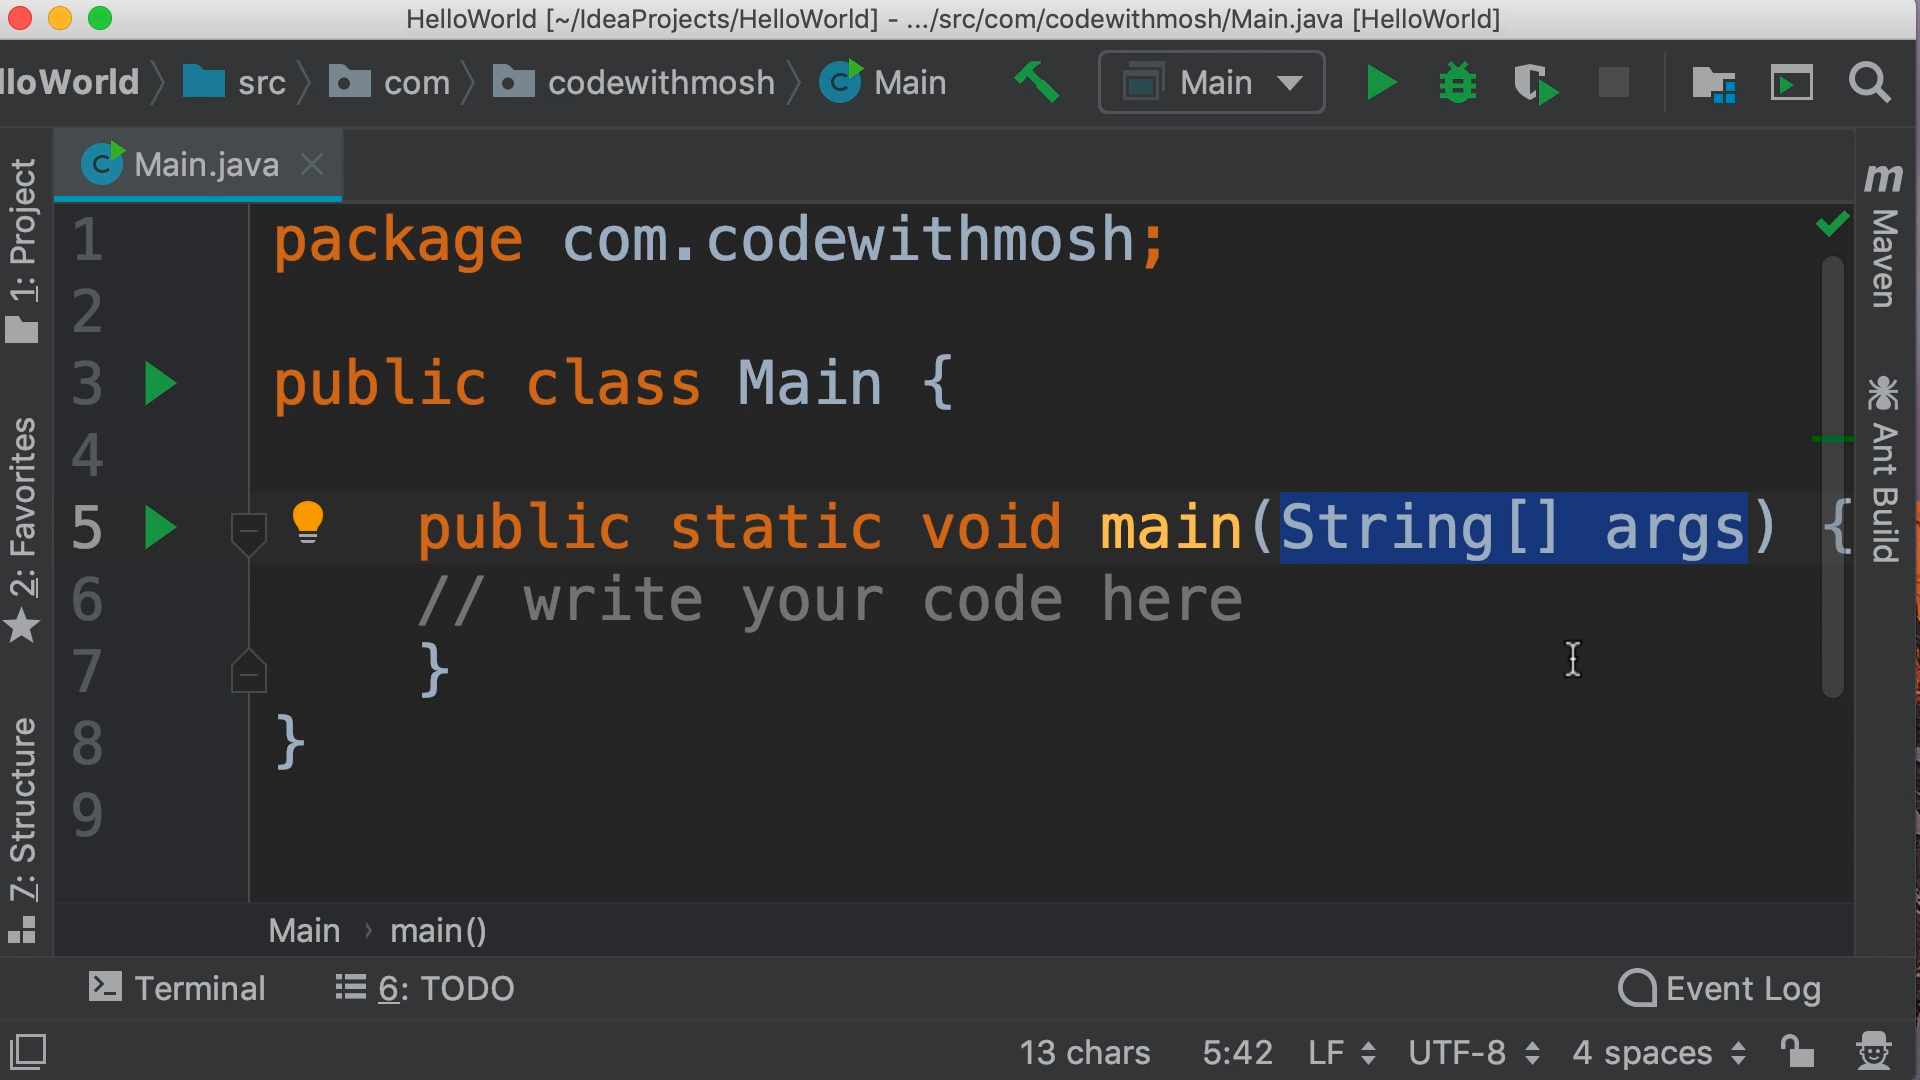 HelloWorld [~/IdeaProjects/HelloWorld] - .../src/com/codewithmosh/Main.java [HelloWorld]
lloWorld src com codewithmosh Main Main
Main.java
1: Project
2: Favorites
7: Structure
1 package com.codewithmosh;
2
3 public class Main {
4
5 public static void main(String[] args) {
6 // write your code here
7 }
8 }
9
m Maven
Ant Build
Main › main()
Terminal 6: TODO Event Log
13 chars 5:42 LF UTF-8 4 spaces